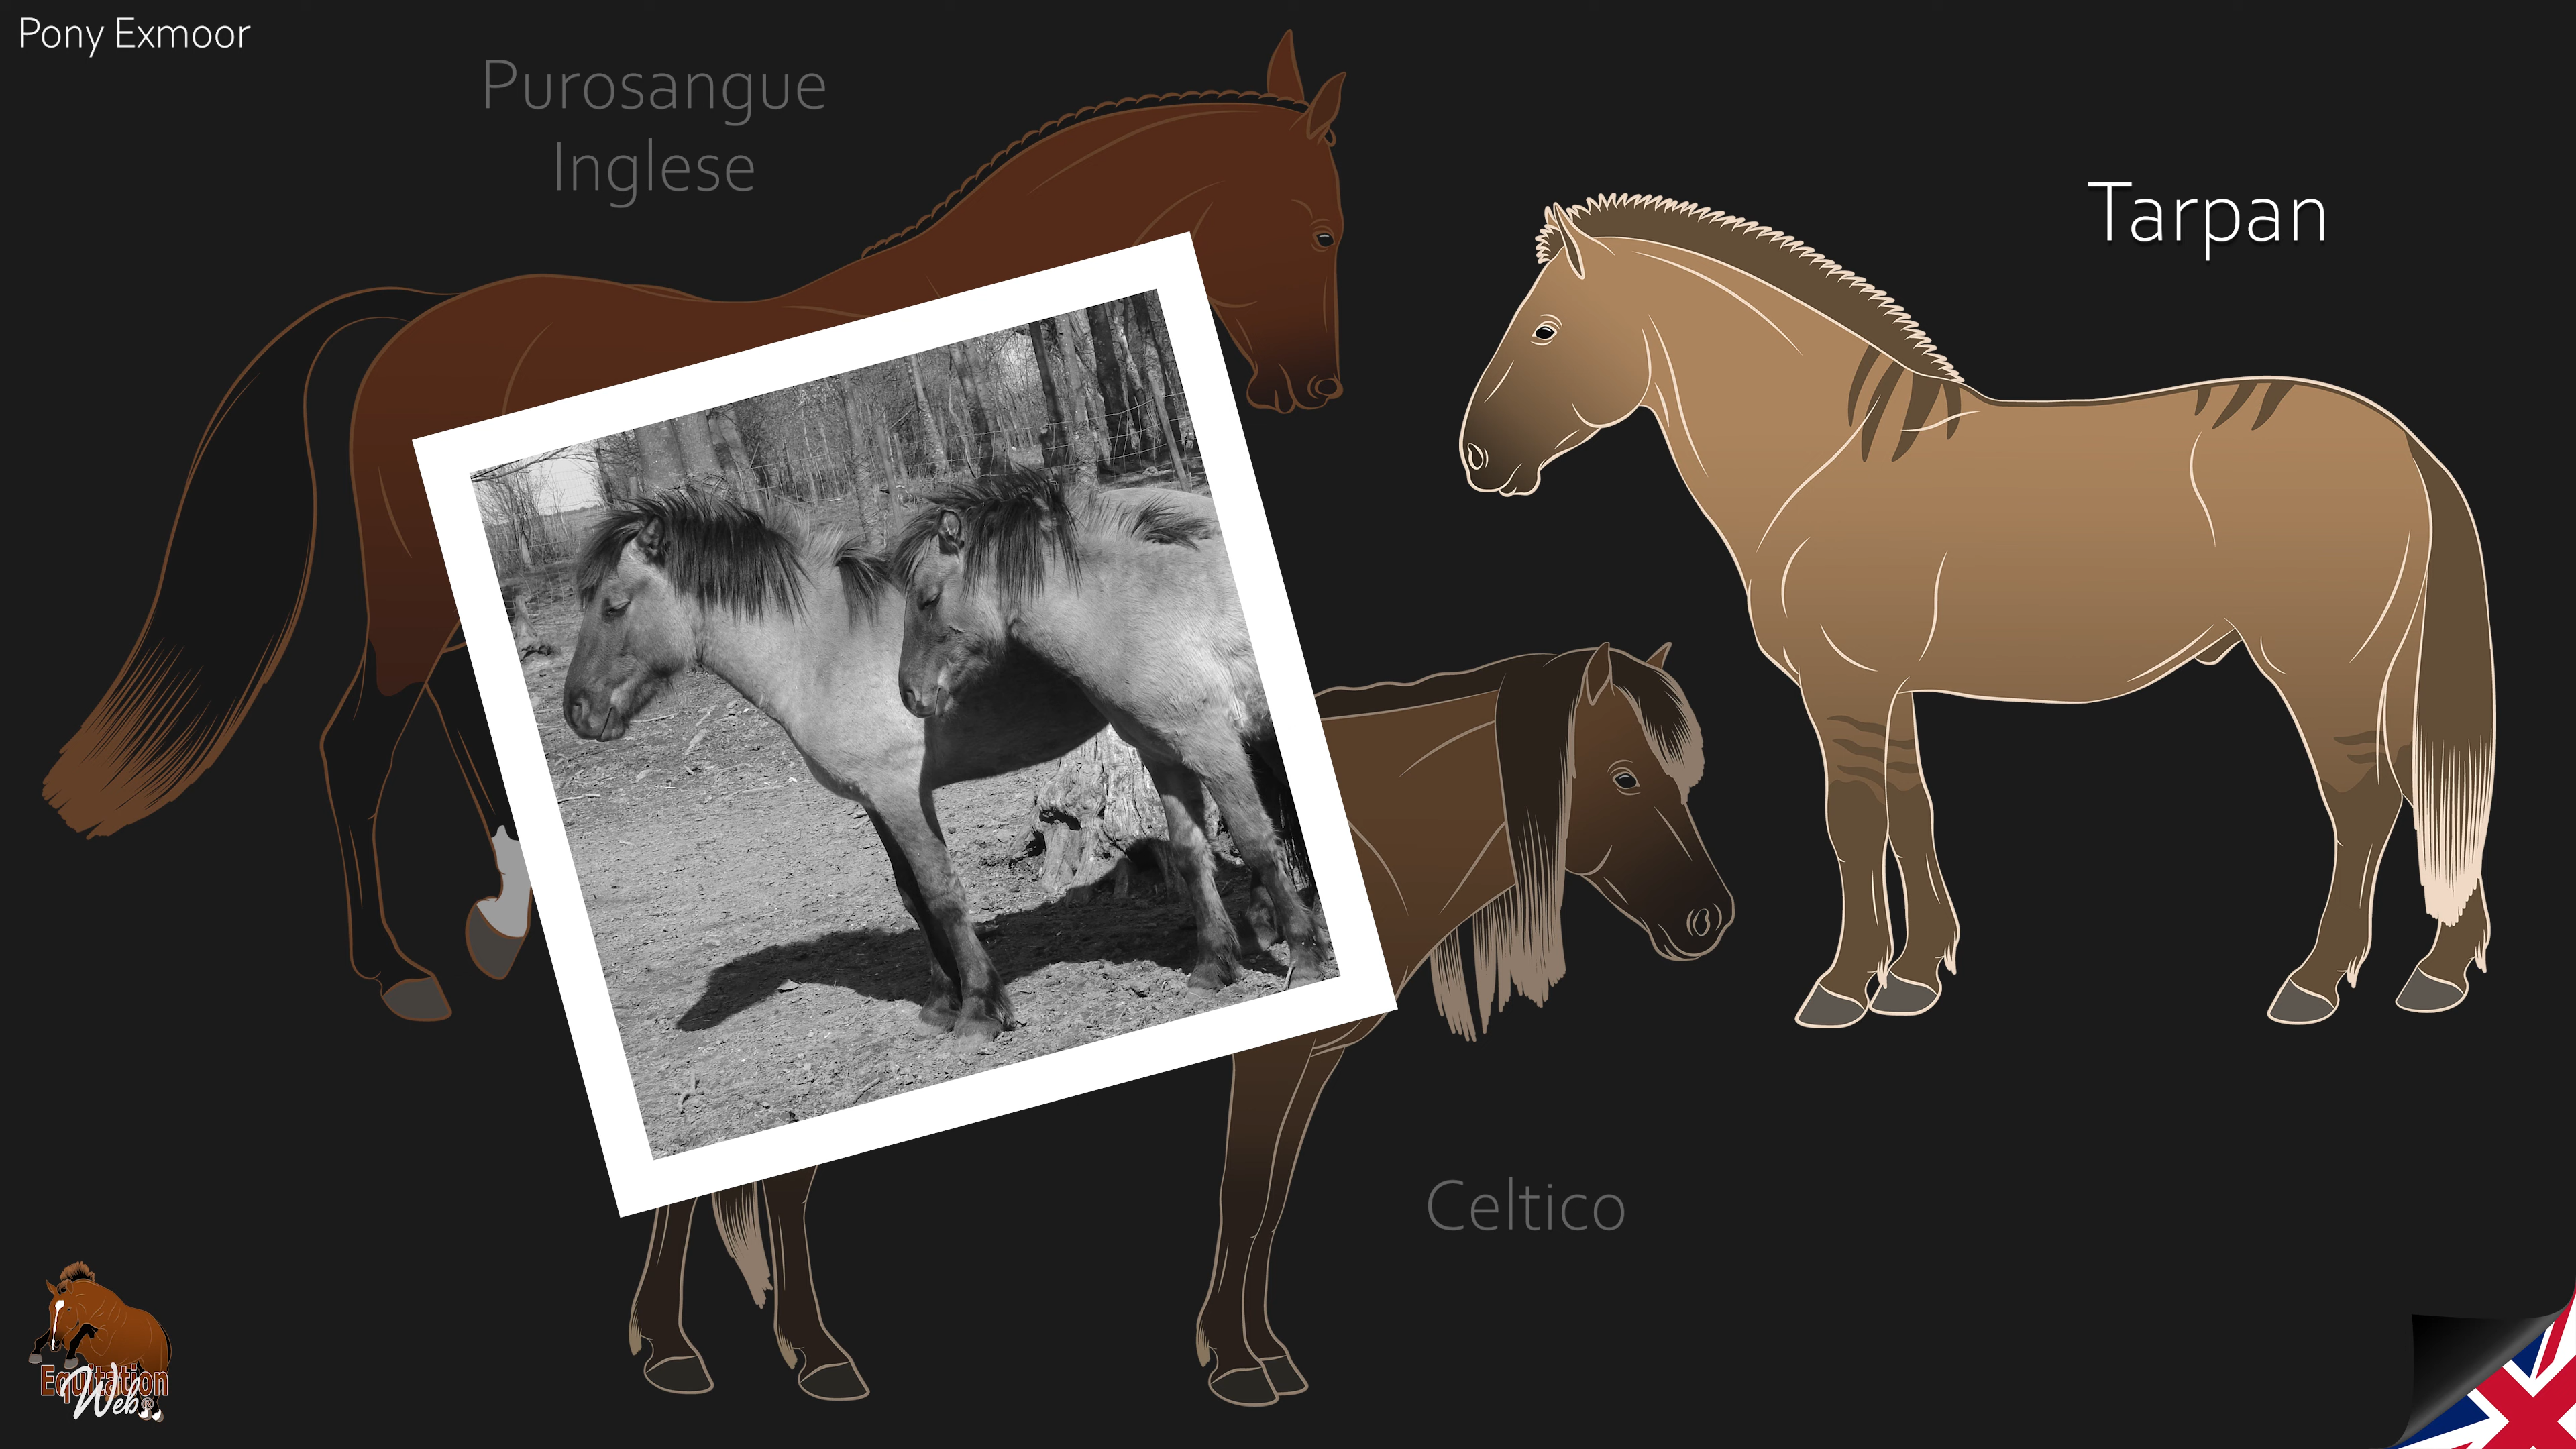 Pony Exmoor
Purosangue
Inglese
Tarpan
Celtico
Equitation
Web